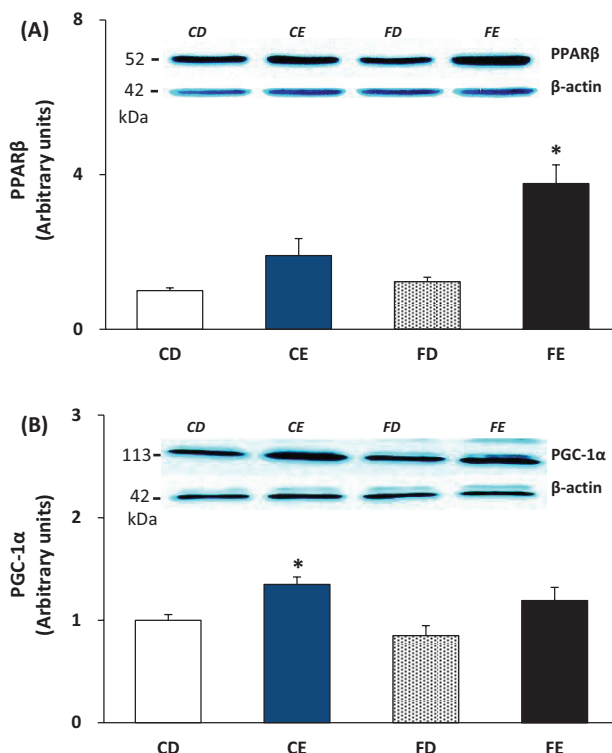 (A)
8
CD CE FD FE
52
PPARβ
42
β-actin
kDa
PPARβ
(Arbitrary units)
4
*
0
CD CE FD FE
(B)
3
CD CE FD FE
113
PGC-1α
42
β-actin
kDa
2
PGC-1α
(Arbitrary units)
*
1
0
CD CE FD FE